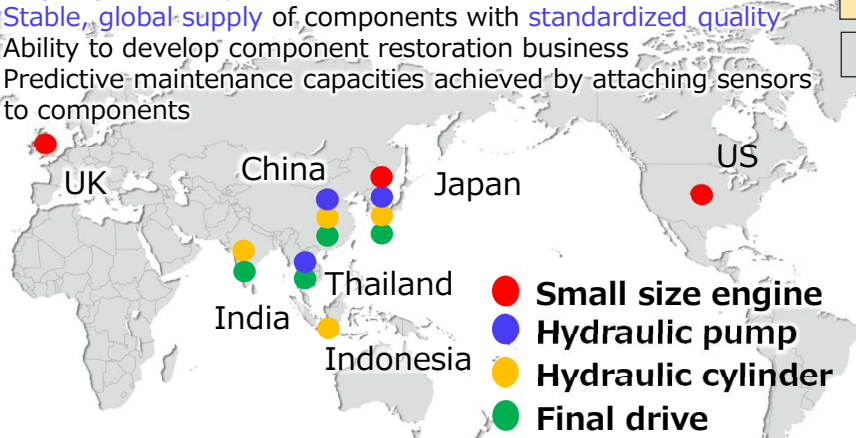 Stable, global supply of components with standardized quality
Ability to develop component restoration business
Predictive maintenance capacities achieved by attaching sensors
to components
US
China
Japan
UK
Thailand
India
Indonesia
Small size engine
Hydraulic pump
Hydraulic cylinder
Final drive